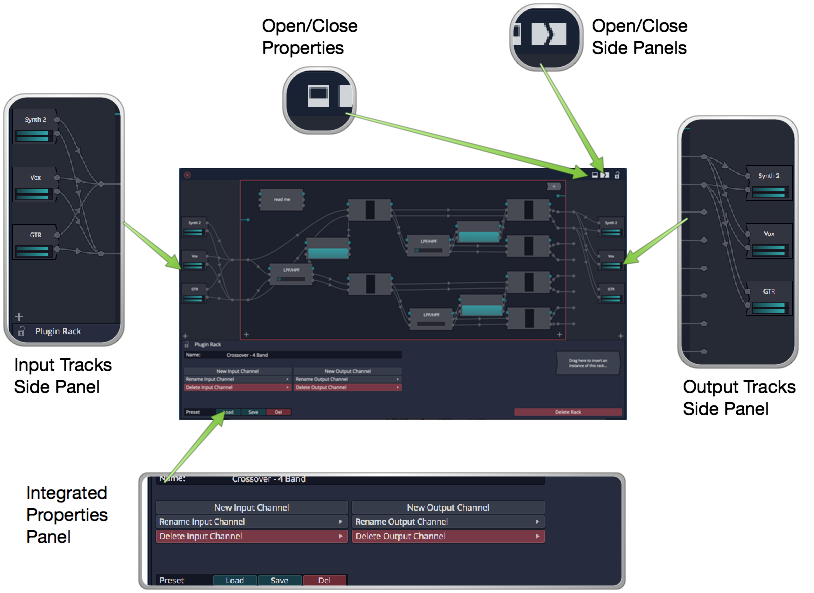 Open/Close
Properties
Open/Close
Side Panels
Synth 2
Vox
GTR
Plugin Rack
Input Tracks
Side Panel
read me
LPF/HPF
LPF/HPF
LPF/HPF
Synth 2
Vox
GTR
Synth 2
Vox
GTR
Plugin Rack
Name: Crossover - 4 Band
New Input Channel New Output Channel
Rename Input Channel Rename Output Channel
Delete Input Channel Delete Output Channel
Drag here to insert an
instance of this rack...
Preset Load Save Del Delete Rack
Synth 2
Vox
GTR
Output Tracks
Side Panel
Integrated
Properties
Panel
Name: Crossover - 4 Band
New Input Channel New Output Channel
Rename Input Channel Rename Output Channel
Delete Input Channel Delete Output Channel
Preset Load Save Del